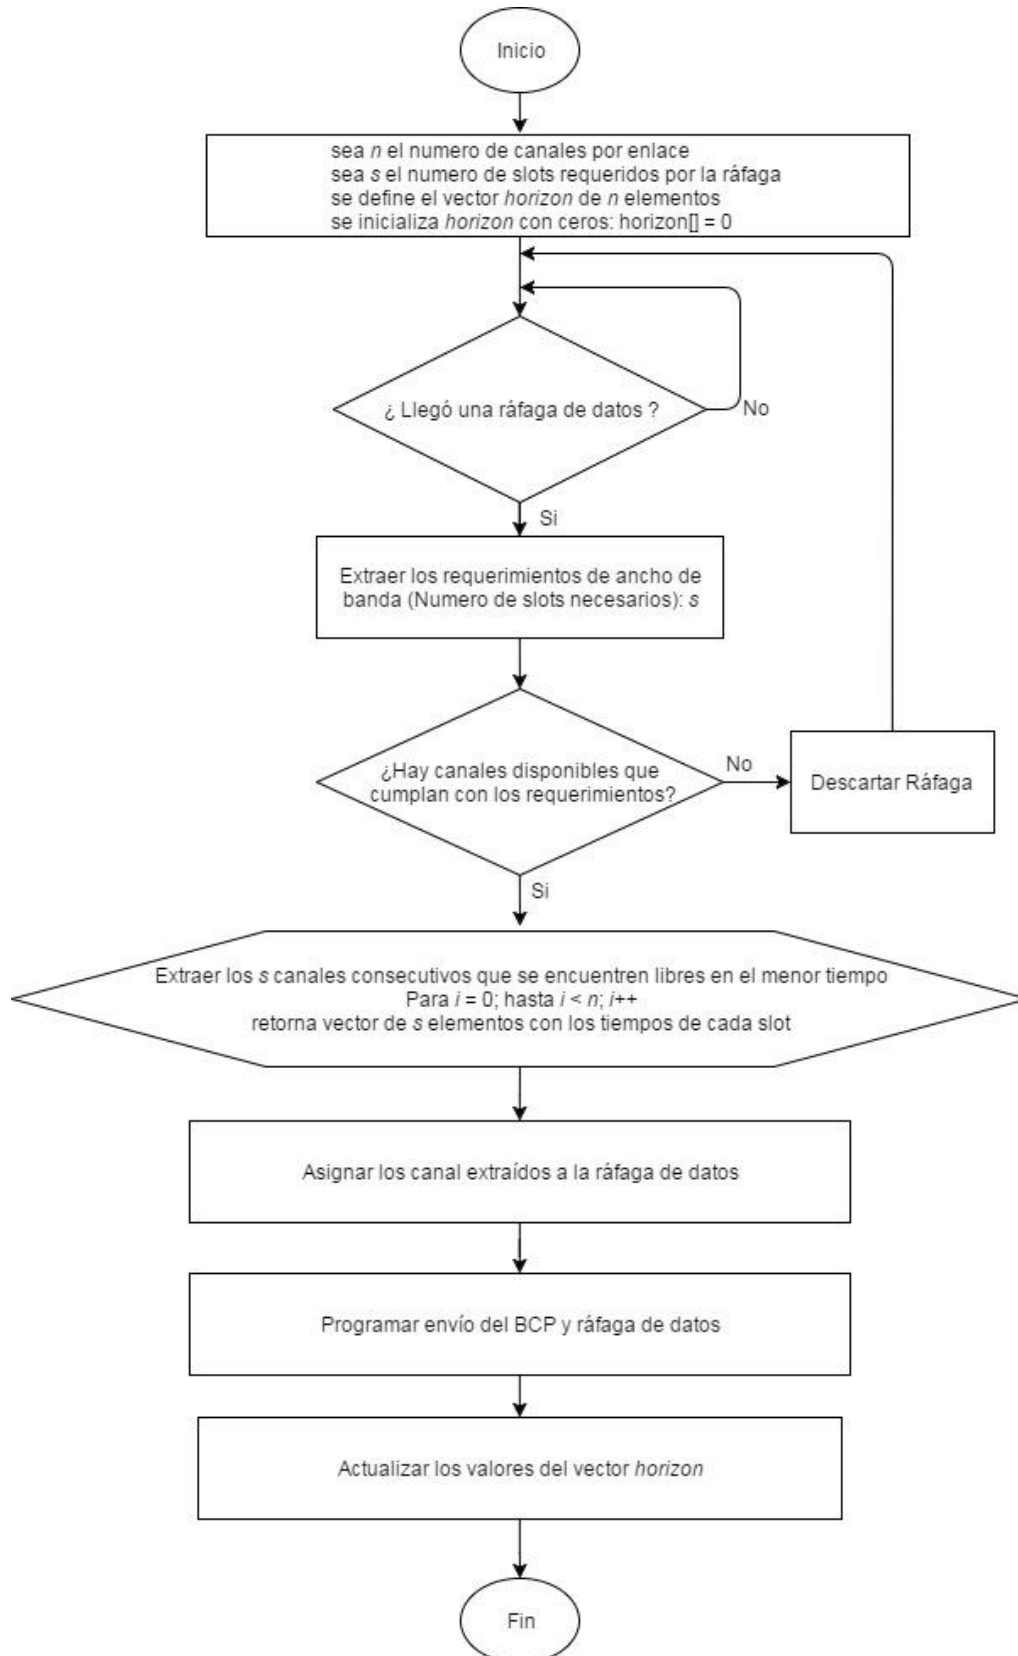 Inicio
sea n el numero de canales por enlace
sea s el numero de slots requeridos por la ráfaga
se define el vector horizon de n elementos
se inicializa horizon con ceros: horizon[] = 0
¿ Llegó una ráfaga de datos ?
No
Si
Extraer los requerimientos de ancho de
banda (Numero de slots necesarios): s
¿Hay canales disponibles que
cumplan con los requerimientos?
No
Descartar Ráfaga
Si
Extraer los s canales consecutivos que se encuentren libres en el menor tiempo
Para i = 0; hasta i < n; i++
retorna vector de s elementos con los tiempos de cada slot
Asignar los canal extraídos a la ráfaga de datos
Programar envío del BCP y ráfaga de datos
Actualizar los valores del vector horizon
Fin